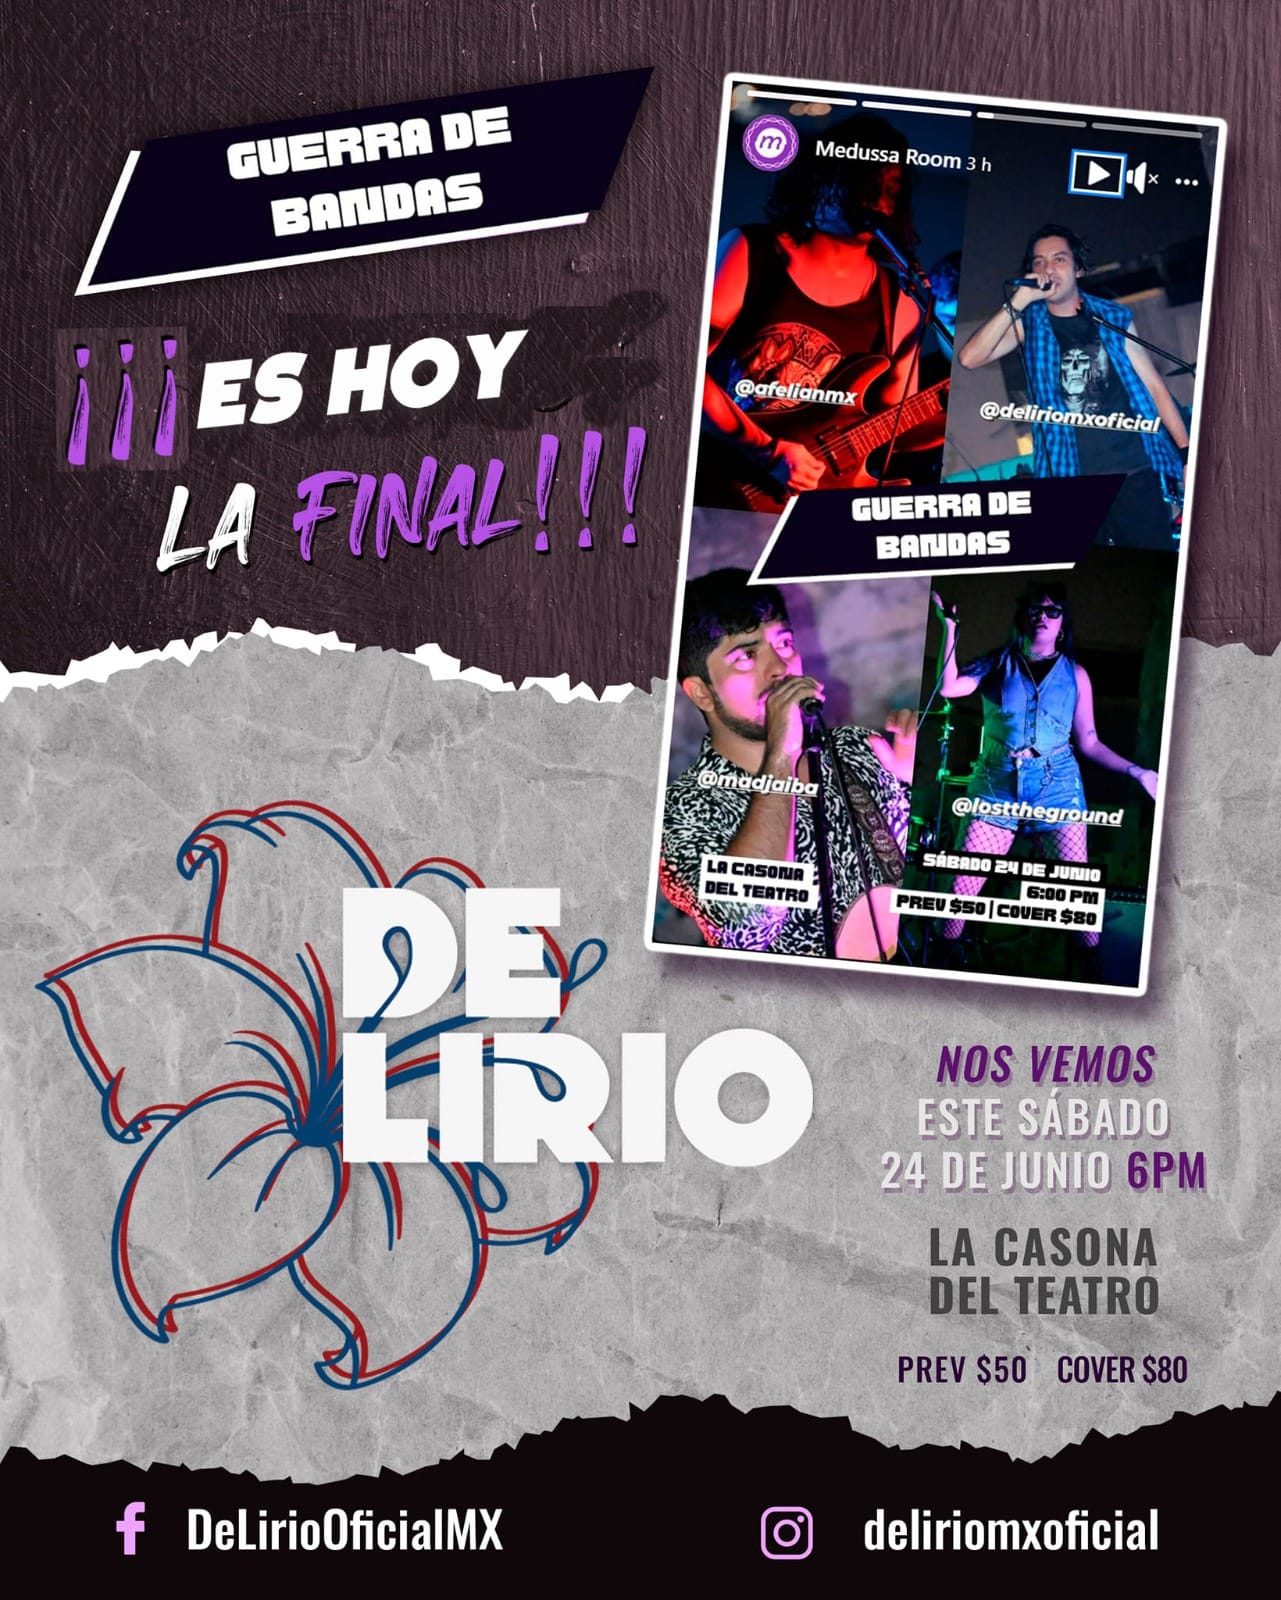 GUERRA DE
BANDAS
¡¡¡ES HOY
LA FINAL!!!
m
Medussa Room 3 h
@afelianmx
@deliriomxoficial
GUERRA DE
BANDAS
@madjaiba
@losttheground
LA CASONA
DEL TEATRO
SÁBADO 24 DE JUNIO
6:00 PM
PREV $50 | COVER $80
DE
LIRIO
NOS VEMOS
ESTE SÁBADO
24 DE JUNIO 6PM
LA CASONA
DEL TEATRO
PREV $50 COVER $80
f DeLirioOficialMX
deliriomxoficial